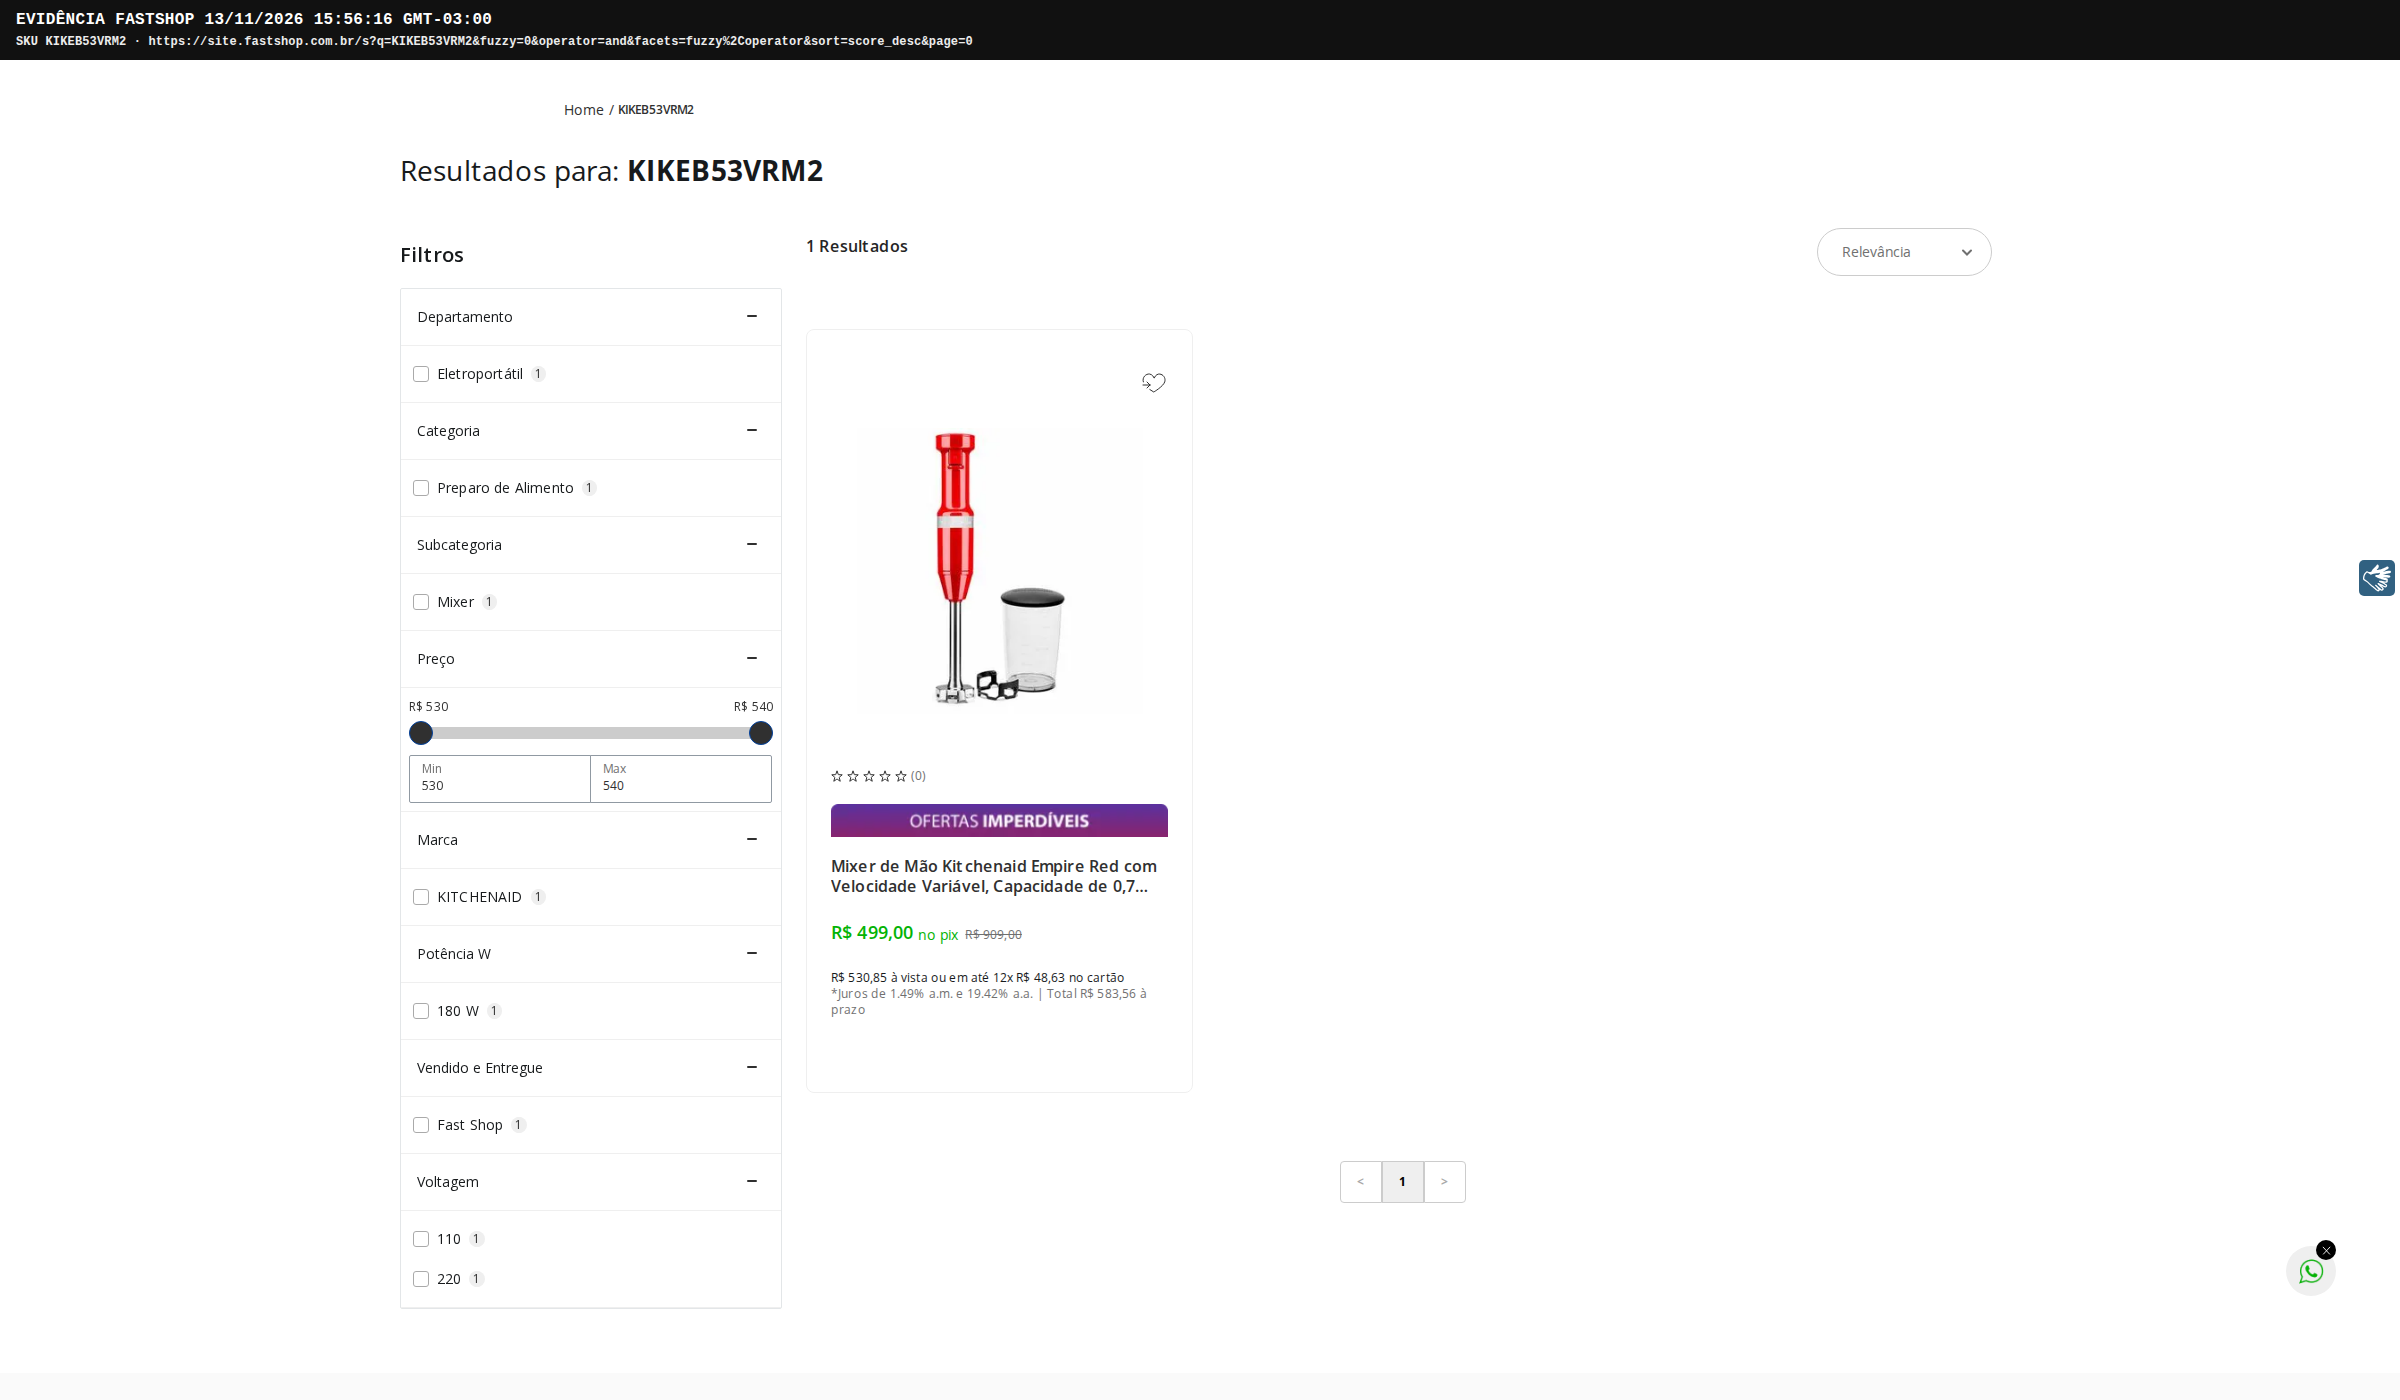 EVIDÊNCIA FASTSHOP 13/11/2026 15:56:16 GMT-03:00
SKU KIKEB53VRM2 · https://site.fastshop.com.br/s?q=KIKEB53VRM2&fuzzy=0&operator=and&facets=fuzzy%2Coperator&sort=score_desc&page=0
Home / KIKEB53VRM2
Resultados para: KIKEB53VRM2
Filtros
Departamento
Eletroportátil 1
Categoria
Preparo de Alimento 1
Subcategoria
Mixer 1
Preço
R$ 530 R$ 540
Min Max
530 540
Marca
KITCHENAID 1
Potência W
180 W 1
Vendido e Entregue
Fast Shop 1
Voltagem
110 1
220 1
1 Resultados
Relevância
(0)
OFERTAS IMPERDÍVEIS
Mixer de Mão Kitchenaid Empire Red com
Velocidade Variável, Capacidade de 0,7...
R$ 499,00 no pix R$ 909,00
R$ 530,85 à vista ou em até 12x R$ 48,63 no cartão
*Juros de 1.49% a.m. e 19.42% a.a. | Total R$ 583,56 à
prazo
< 1 >